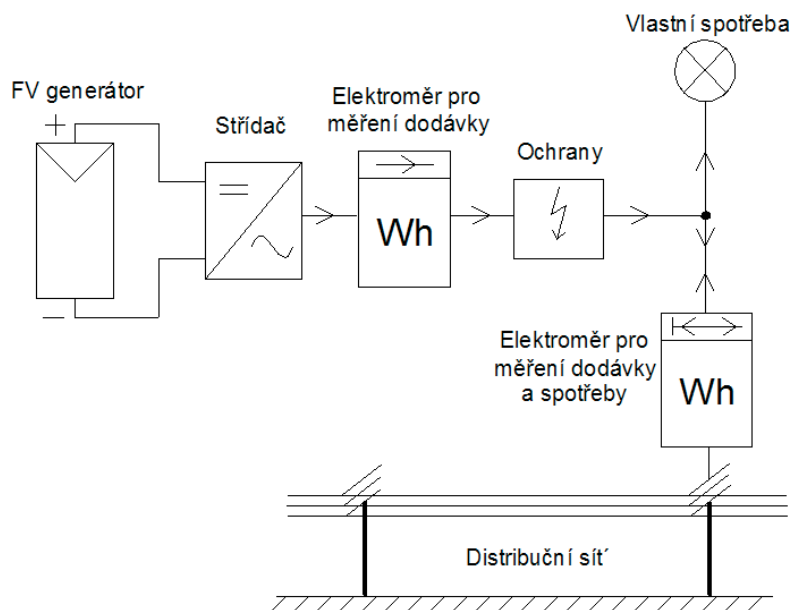 Vlastní spotřeba
FV generátor
+
Střídač
Elektroměr pro
měření dodávky
Wh
Ochrany
—
Elektroměr pro
měření dodávky
a spotřeby
Wh
Distribuční síť